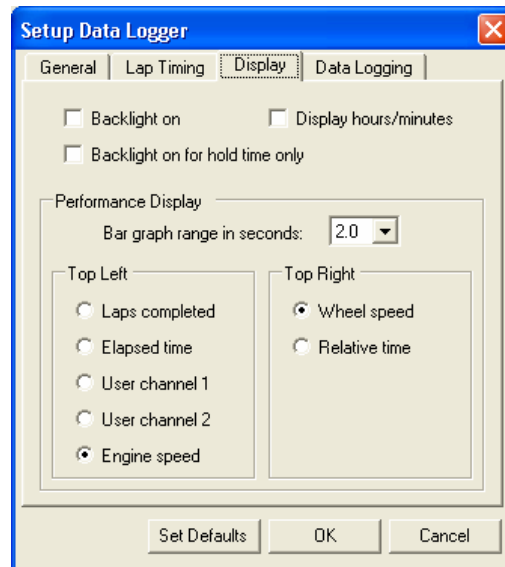 Setup Data Logger
General Lap Timing Display Data Logging
Backlight on Display hours/minutes
Backlight on for hold time only
Performance Display
Bar graph range in seconds: 2.0
Top Left Top Right
Laps completed Wheel speed
Elapsed time Relative time
User channel 1
User channel 2
Engine speed
Set Defaults OK Cancel